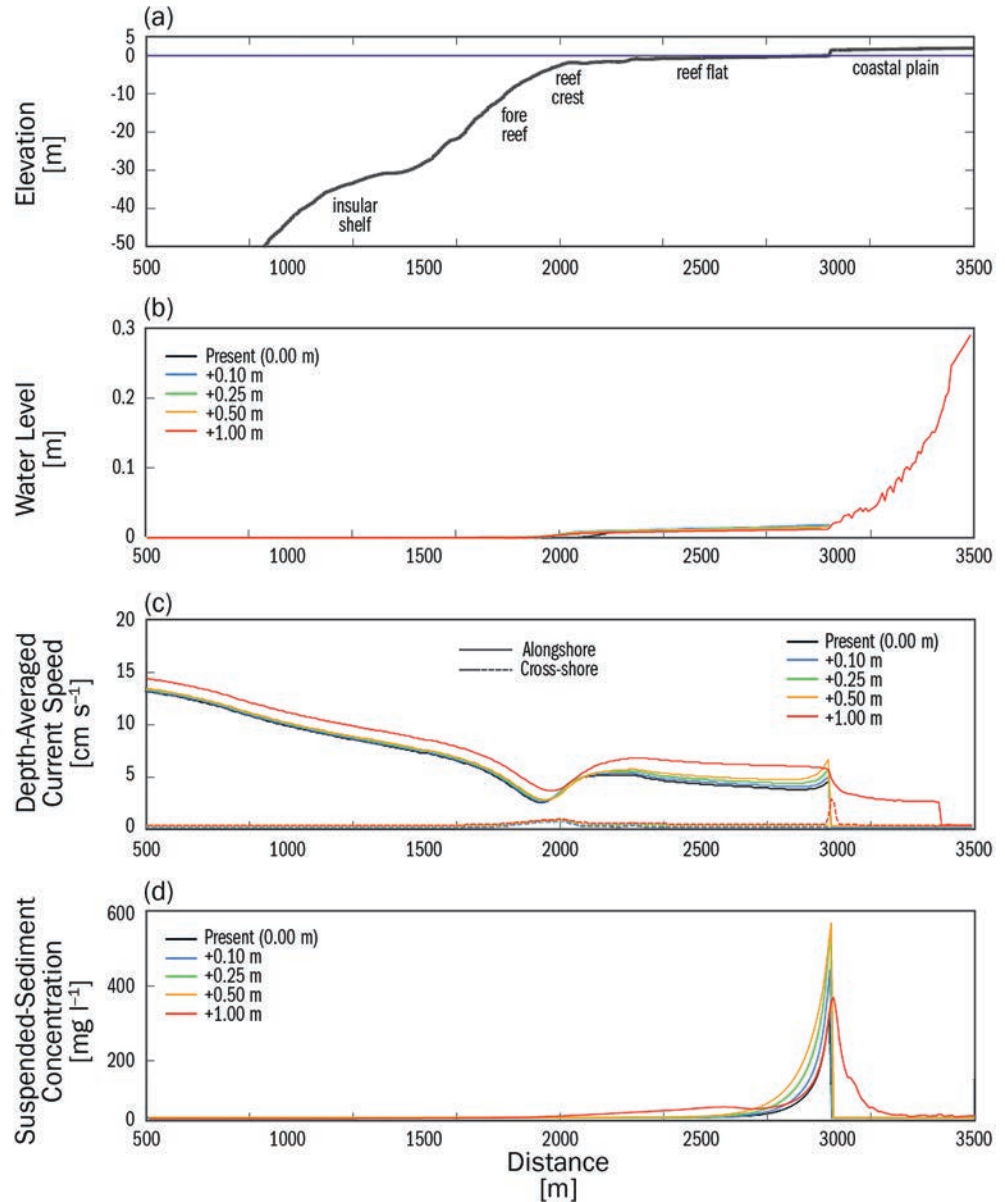 (a)
5
0
-10
-20
-30
-40
-50
Elevation
[m]
insular
shelf
fore
reef
reef
crest
reef flat
coastal plain
500 1000 1500 2000 2500 3000 3500
(b)
0.3
0.2
0.1
0
Water Level
[m]
Present (0.00 m)
+0.10 m
+0.25 m
+0.50 m
+1.00 m
500 1000 1500 2000 2500 3000 3500
(c)
20
15
10
5
0
Depth-Averaged
Current Speed
[cm s⁻¹]
Alongshore
Cross-shore
Present (0.00 m)
+0.10 m
+0.25 m
+0.50 m
+1.00 m
500 1000 1500 2000 2500 3000 3500
(d)
600
400
200
0
Suspended-Sediment
Concentration
[mg l⁻¹]
Present (0.00 m)
+0.10 m
+0.25 m
+0.50 m
+1.00 m
500 1000 1500 2000 2500 3000 3500
Distance
[m]